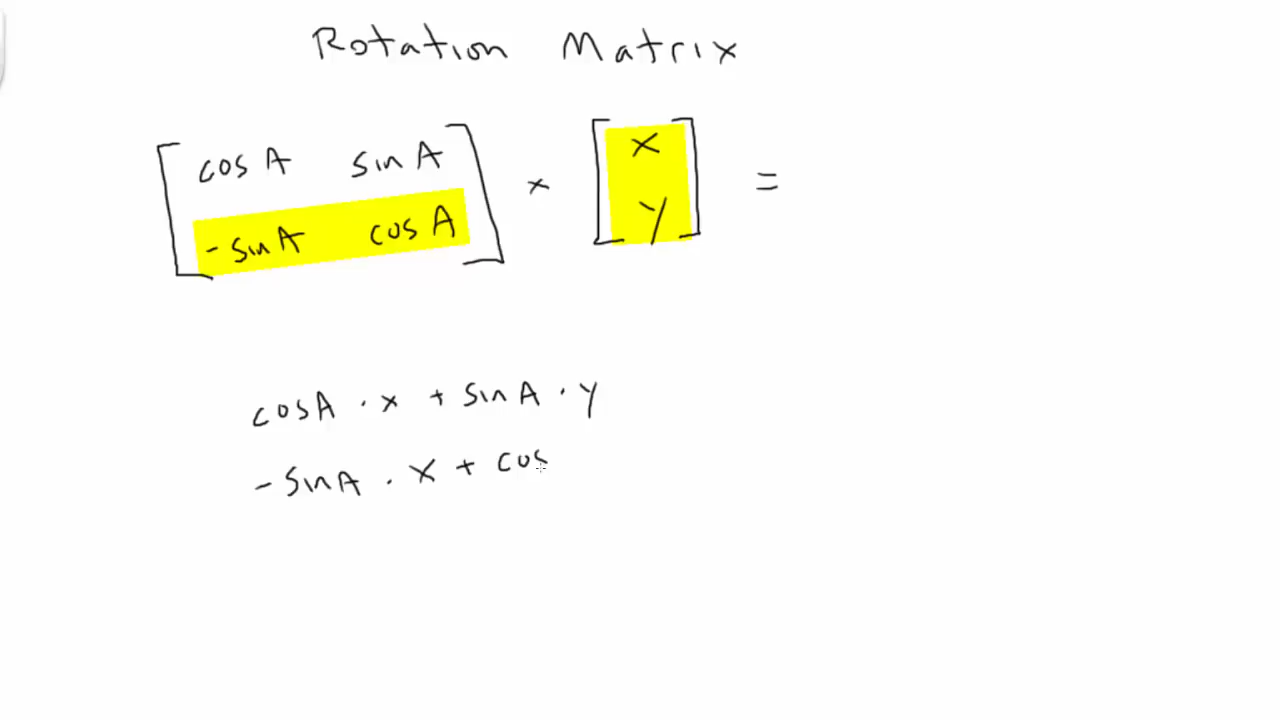 Rotation Matrix
[ cos A sin A ] × [ x ] =
[ -sin A cos A ] [ y ]
cos A · x + sin A · y
-sin A · x + cos